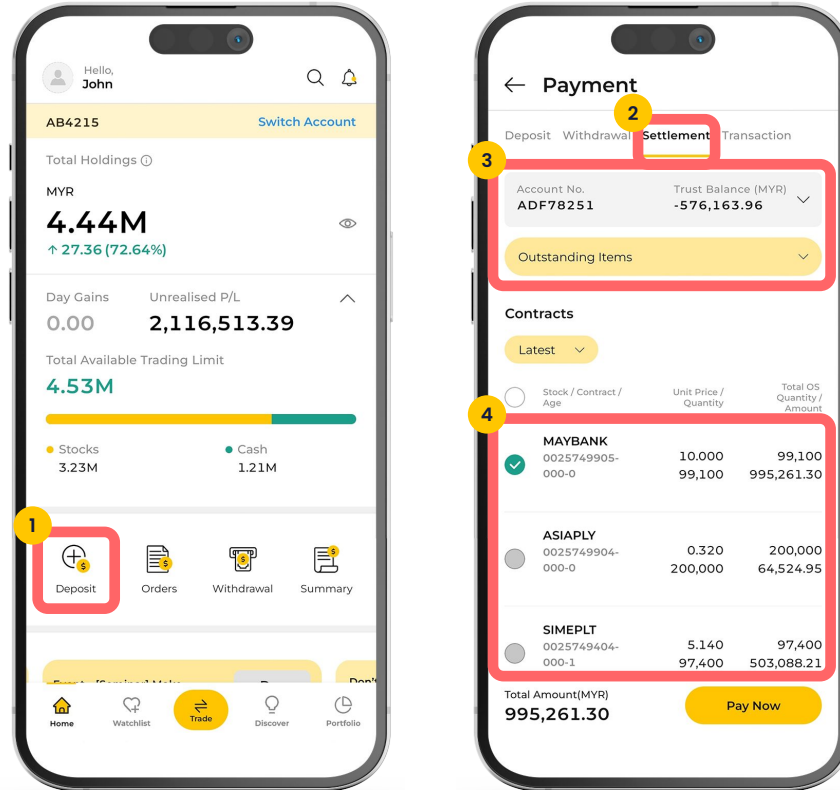 Hello,
John
AB4215 Switch Account
Total Holdings
MYR
4.44M
↑ 27.36 (72.64%)
Day Gains Unrealised P/L
0.00 2,116,513.39
Total Available Trading Limit
4.53M
Stocks Cash
3.23M 1.21M
1
Deposit Orders Withdrawal Summary
Home Watchlist Trade Discover Portfolio
← Payment
2
Deposit Withdrawal Settlement Transaction
3
Account No. Trust Balance (MYR)
ADF78251 -576,163.96
Outstanding Items
Contracts
Latest
Stock / Contract / Unit Price / Total OS
Age Quantity Quantity /
Amount
4
MAYBANK
0025749905- 10.000 99,100
000-0 99,100 995,261.30
ASIAPLY
0025749904- 0.320 200,000
000-0 200,000 64,524.95
SIMEPLT
0025749404- 5.140 97,400
000-1 97,400 503,088.21
Total Amount(MYR)
995,261.30
Pay Now